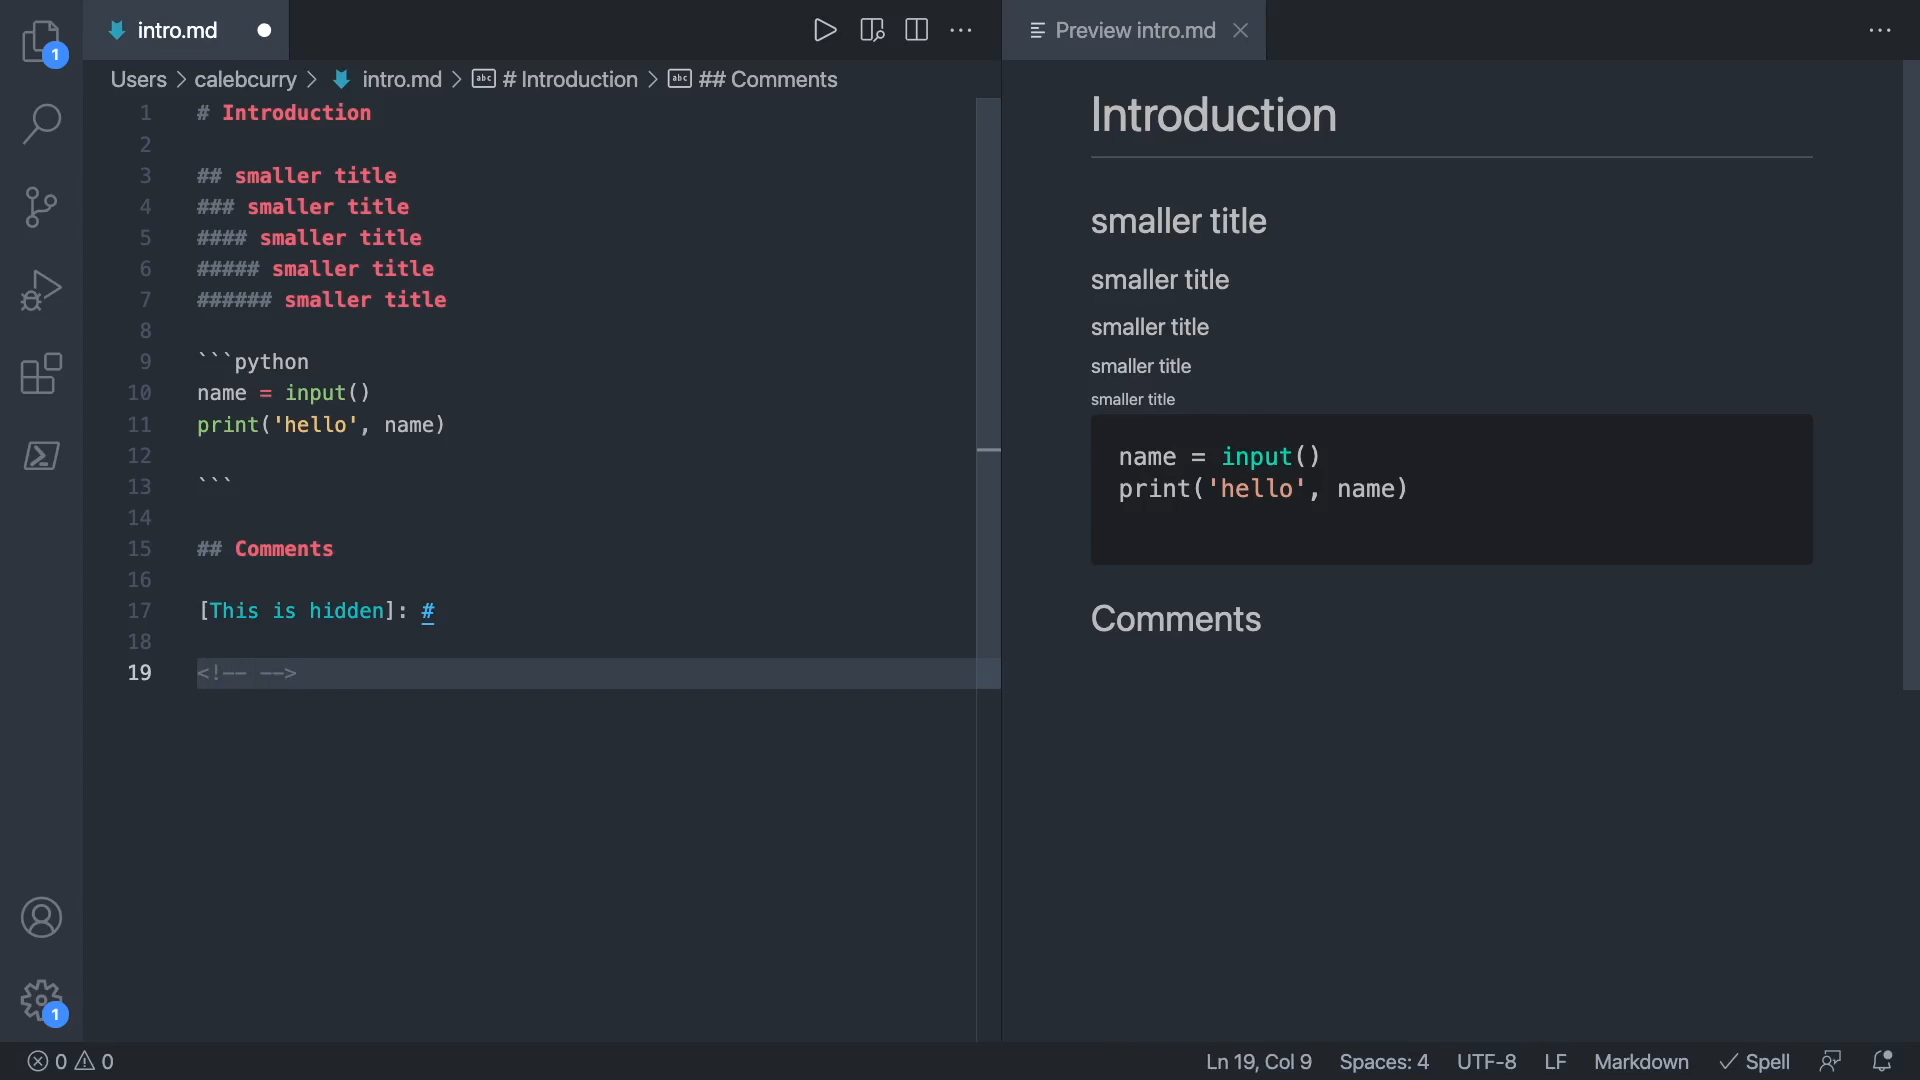 intro.md
Preview intro.md
Users > calebcurry > intro.md > abc # Introduction > abc ## Comments
1 # Introduction
2
3 ## smaller title
4 ### smaller title
5 #### smaller title
6 ##### smaller title
7 ###### smaller title
8
9 ```python
10 name = input()
11 print('hello', name)
12
13 ```
14
15 ## Comments
16
17 [This is hidden]: #
18
19 <!-- -->
Introduction
smaller title
smaller title
smaller title
smaller title
smaller title
name = input()
print('hello', name)
Comments
1
1
0 0
Ln 19, Col 9 Spaces: 4 UTF-8 LF Markdown Spell